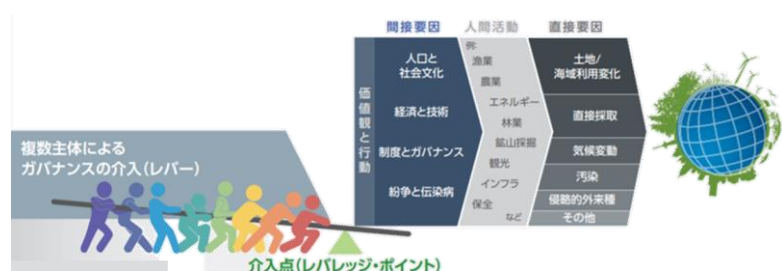 間接要因
人間活動
直接要因
価値観と行動
人口と
社会文化
経済と技術
制度とガバナンス
紛争と伝染病
例:
漁業
農業
エネルギー
林業
鉱山採掘
観光
インフラ
保全
など
土地/
海域利用変化
直接採取
気候変動
汚染
侵略的外来種
その他
複数主体による
ガバナンスの介入(レバー)
介入点(レバレッジ・ポイント)